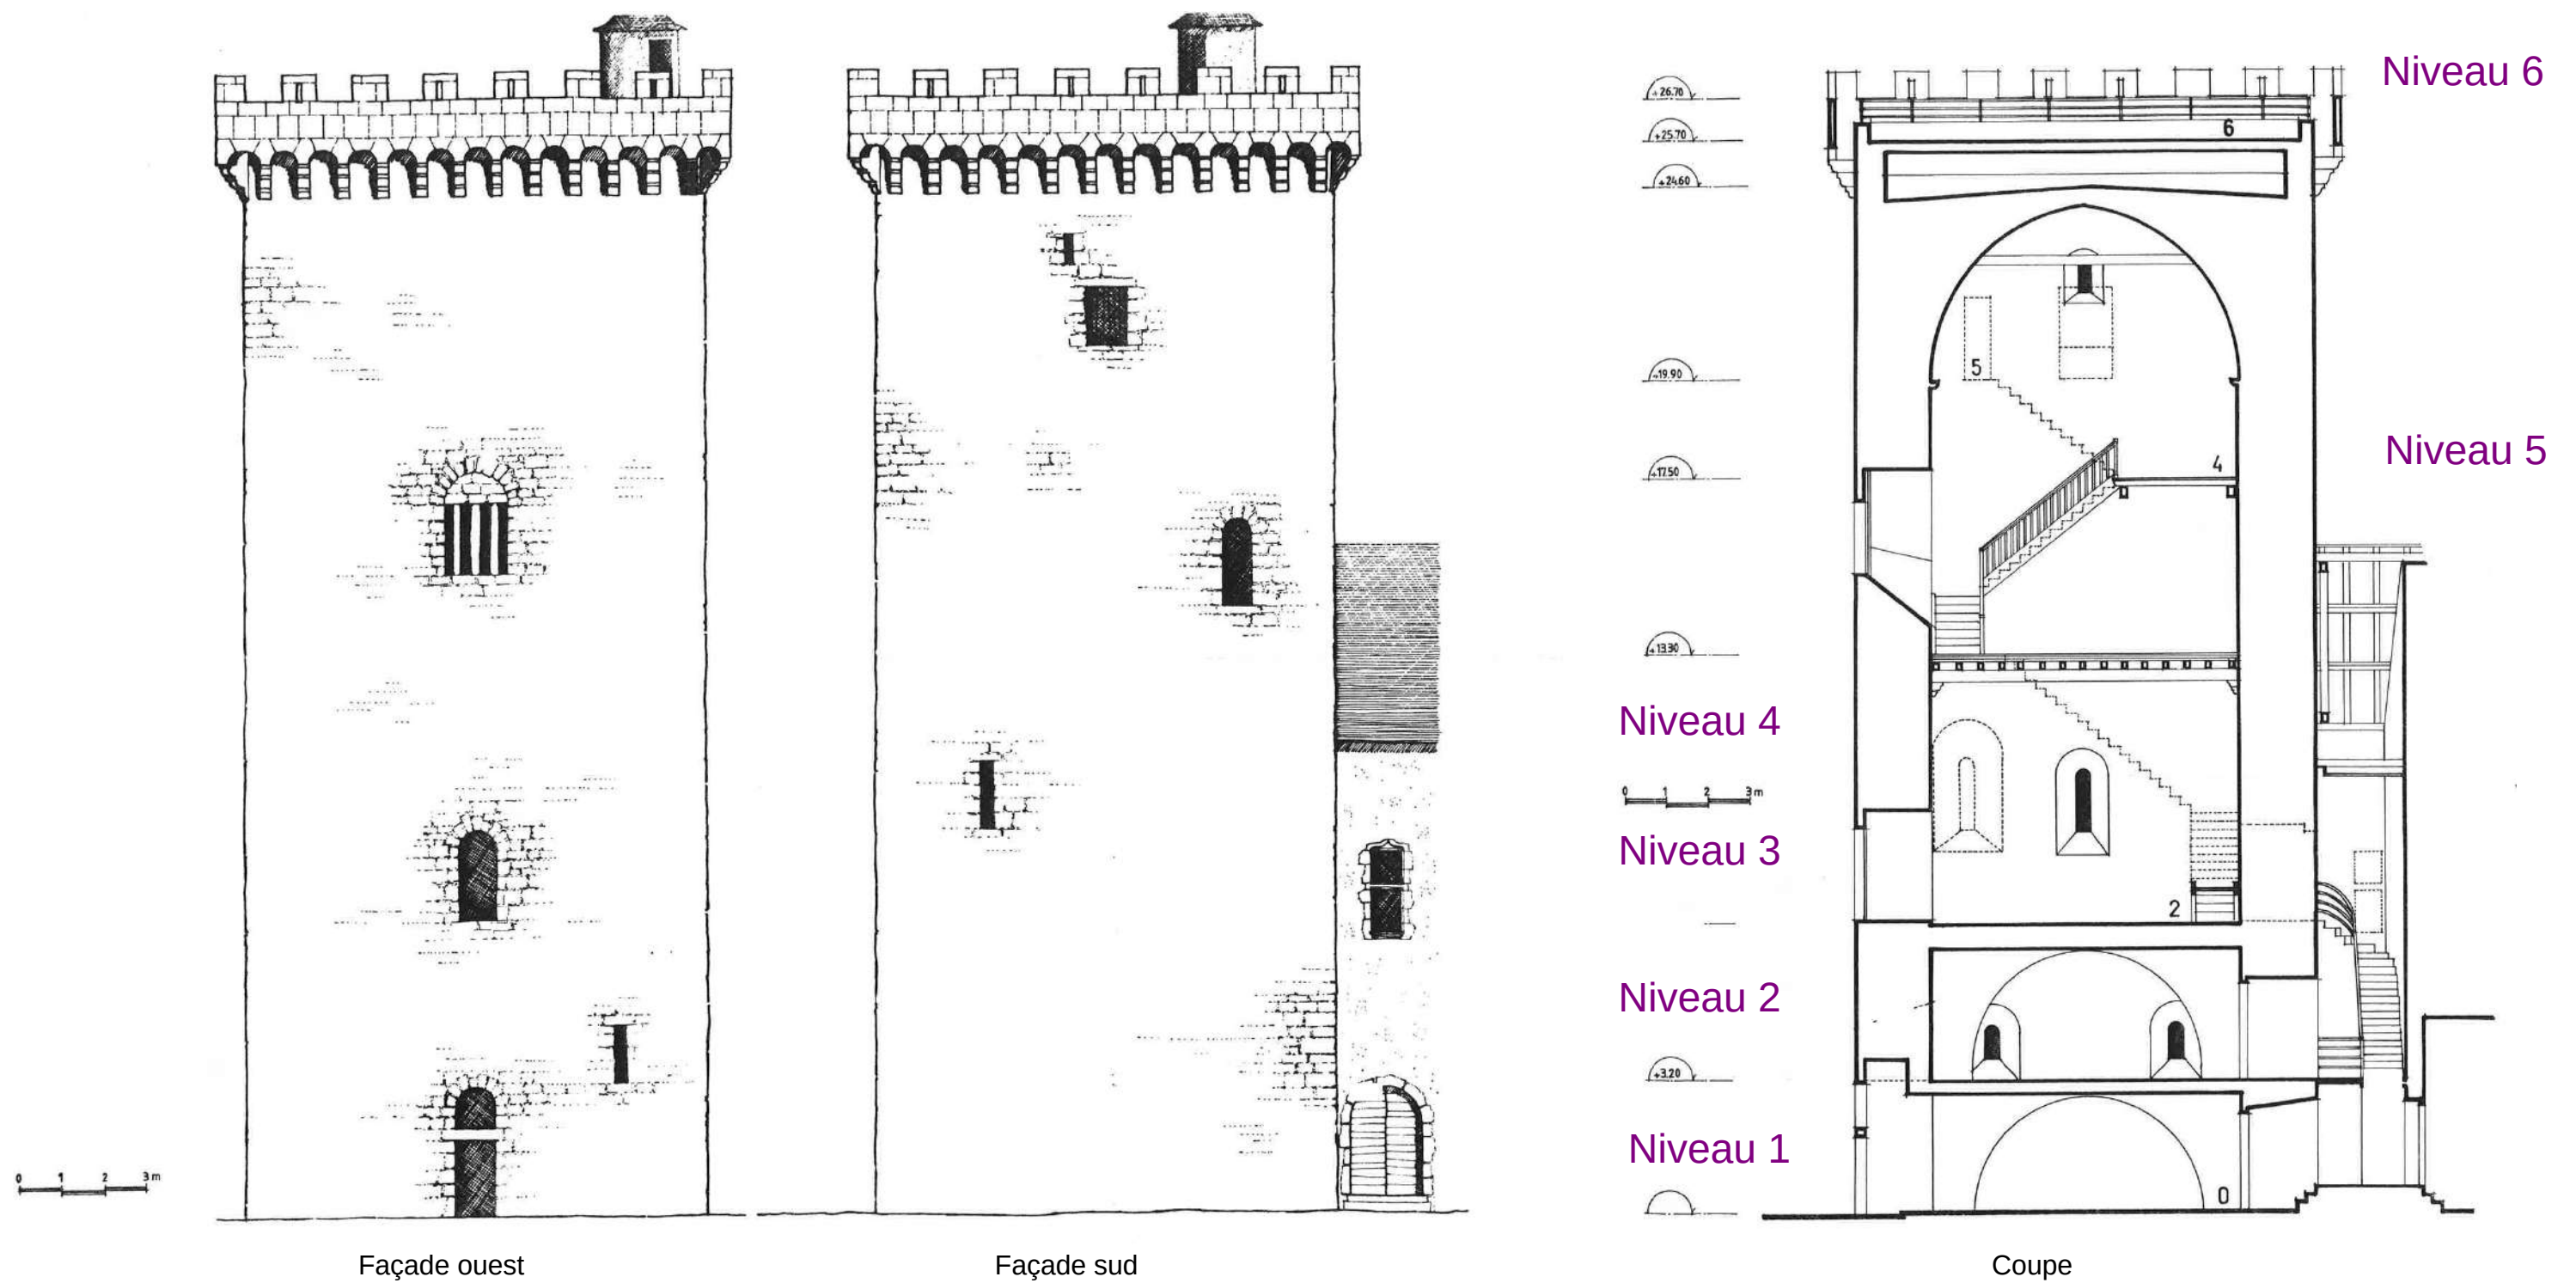 Niveau 6
+26.70
+25.70
6
+24.60
+19.90
5
Niveau 5
+17.50
4
+13.30
Niveau 4
0 1 2 3m
Niveau 3
2
Niveau 2
+3.20
Niveau 1
0 1 2 3m
0
Façade ouest
Façade sud
Coupe